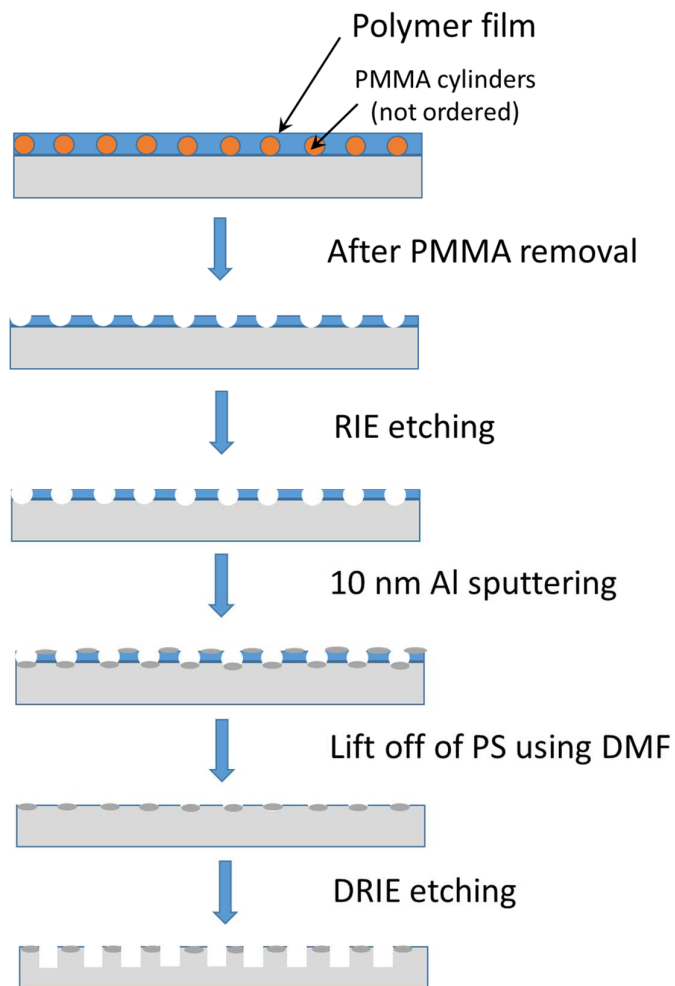 Polymer film
PMMA cylinders
(not ordered)
After PMMA removal
RIE etching
10 nm Al sputtering
Lift off of PS using DMF
DRIE etching